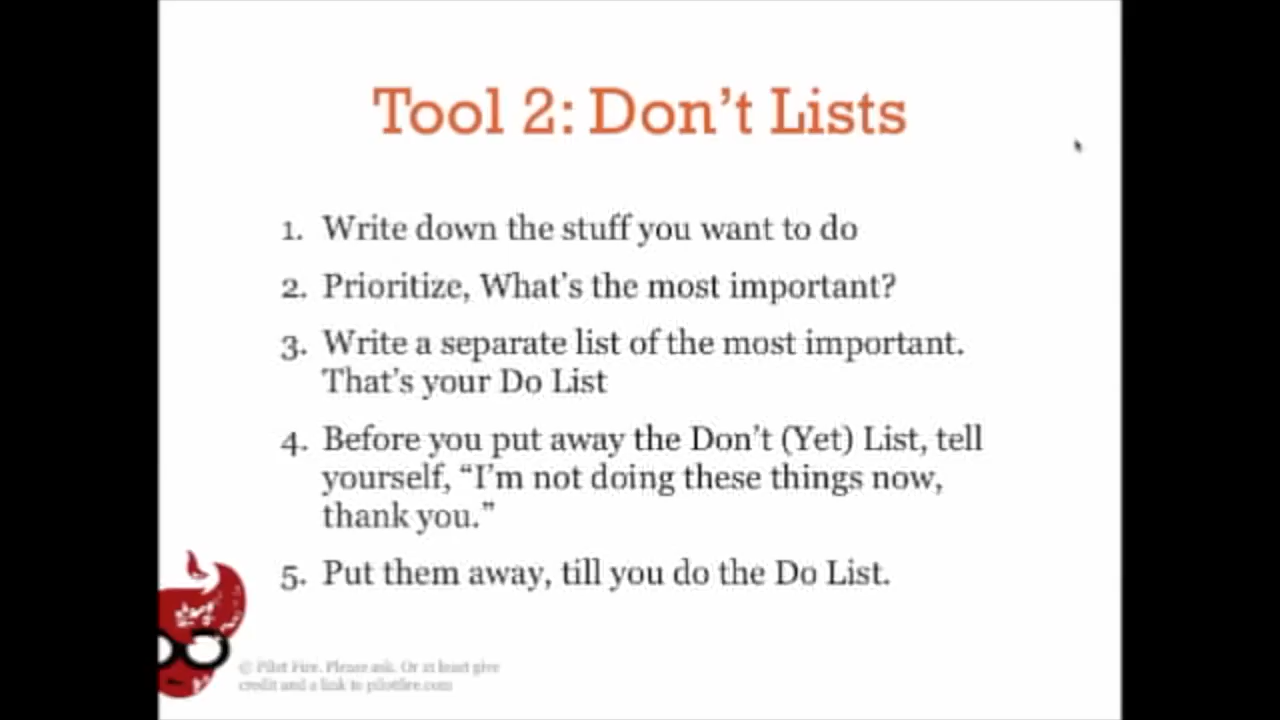 Tool 2: Don’t Lists
1. Write down the stuff you want to do
2. Prioritize, What’s the most important?
3. Write a separate list of the most important.
That’s your Do List
4. Before you put away the Don’t (Yet) List, tell
yourself, “I’m not doing these things now,
thank you.”
5. Put them away, till you do the Do List.
© Pilot Fire. Please ask. Or at least give
credit and a link to pilotfire.com